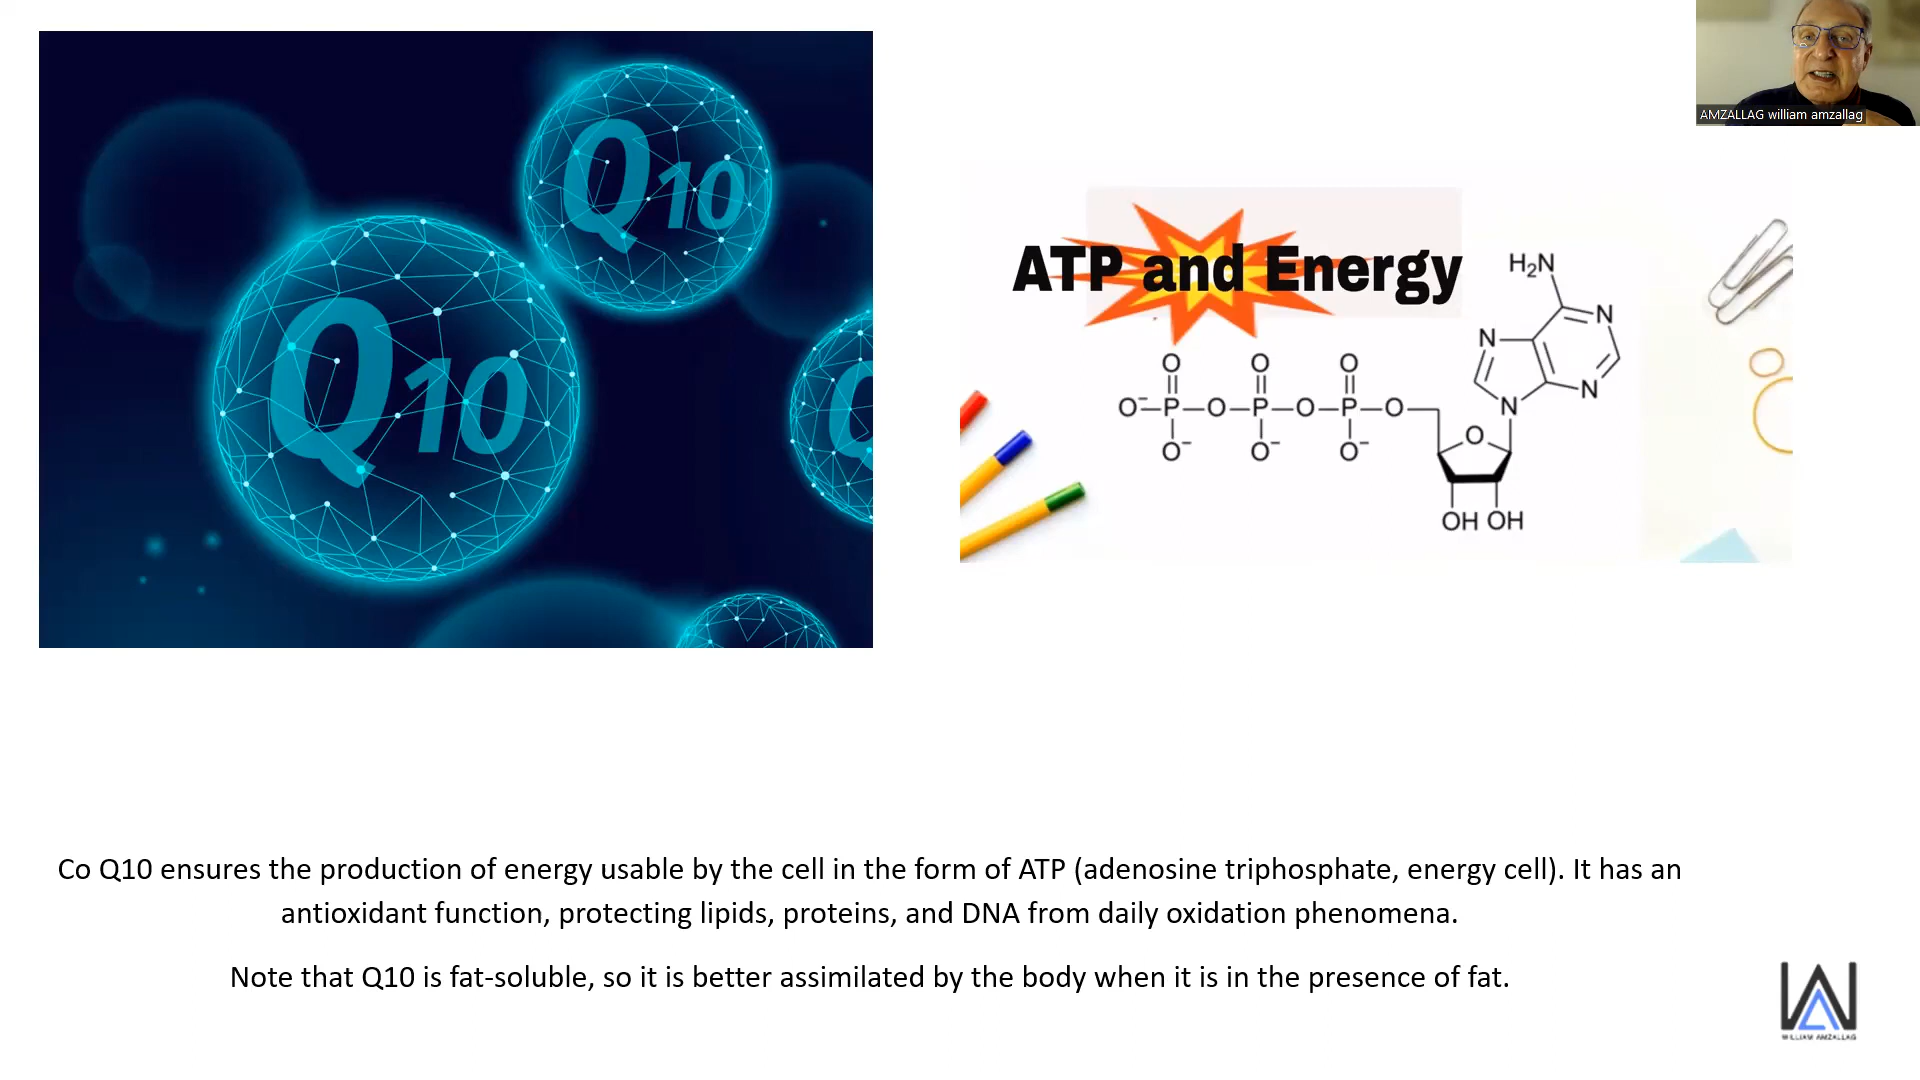 Q10
Q10
Q
AMZALLAG william amzallag
ATP and Energy
H₂N
N
N
N
N
O O O
O⁻–P–O–P–O–P–O
O⁻ O⁻ O⁻
O
OH OH
Co Q10 ensures the production of energy usable by the cell in the form of ATP (adenosine triphosphate, energy cell). It has an
antioxidant function, protecting lipids, proteins, and DNA from daily oxidation phenomena.
Note that Q10 is fat-soluble, so it is better assimilated by the body when it is in the presence of fat.
WILLIAM AMZALLAG